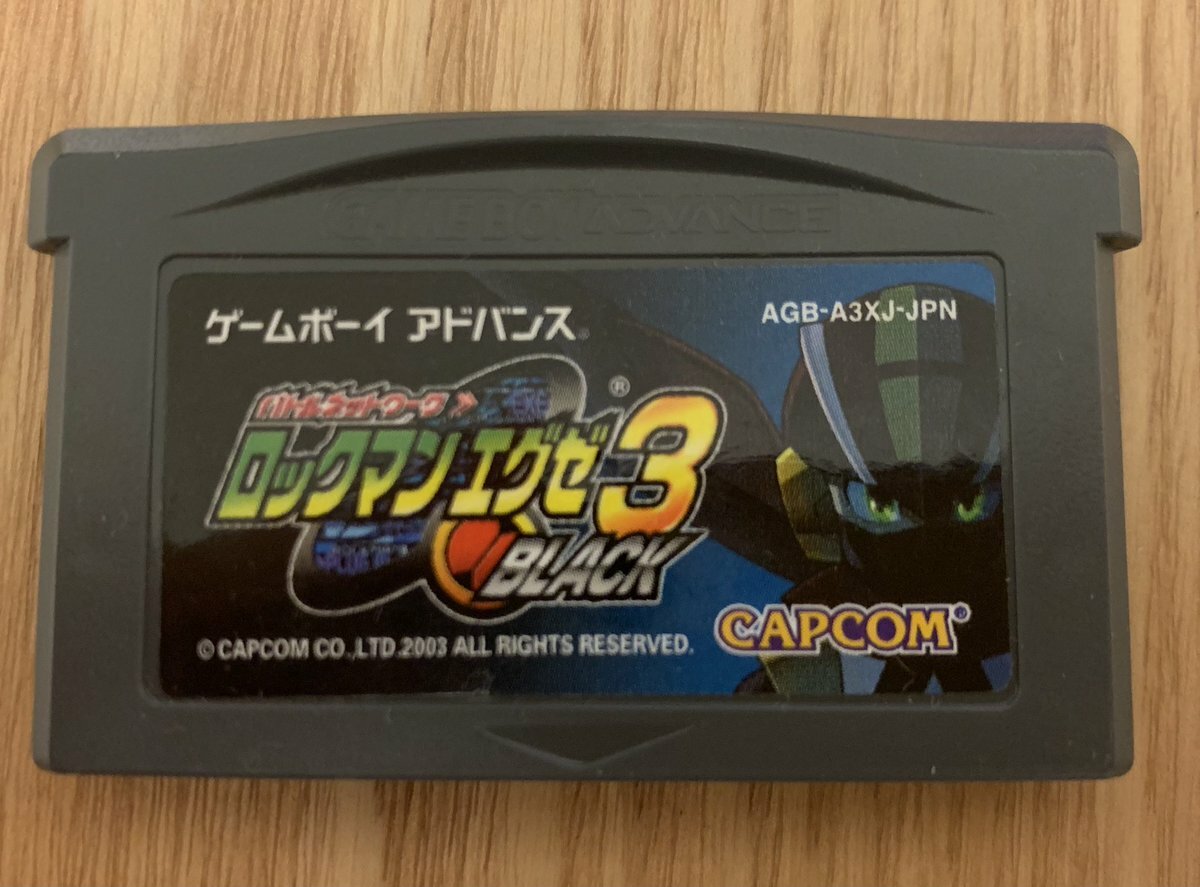 GAME BOY ADVANCE
ゲームボーイ アドバンス
AGB-A3XJ-JPN
バトルネットワーク
ロックマン エグゼ3®
BLACK
© CAPCOM CO.,LTD.2003 ALL RIGHTS RESERVED.
CAPCOM®